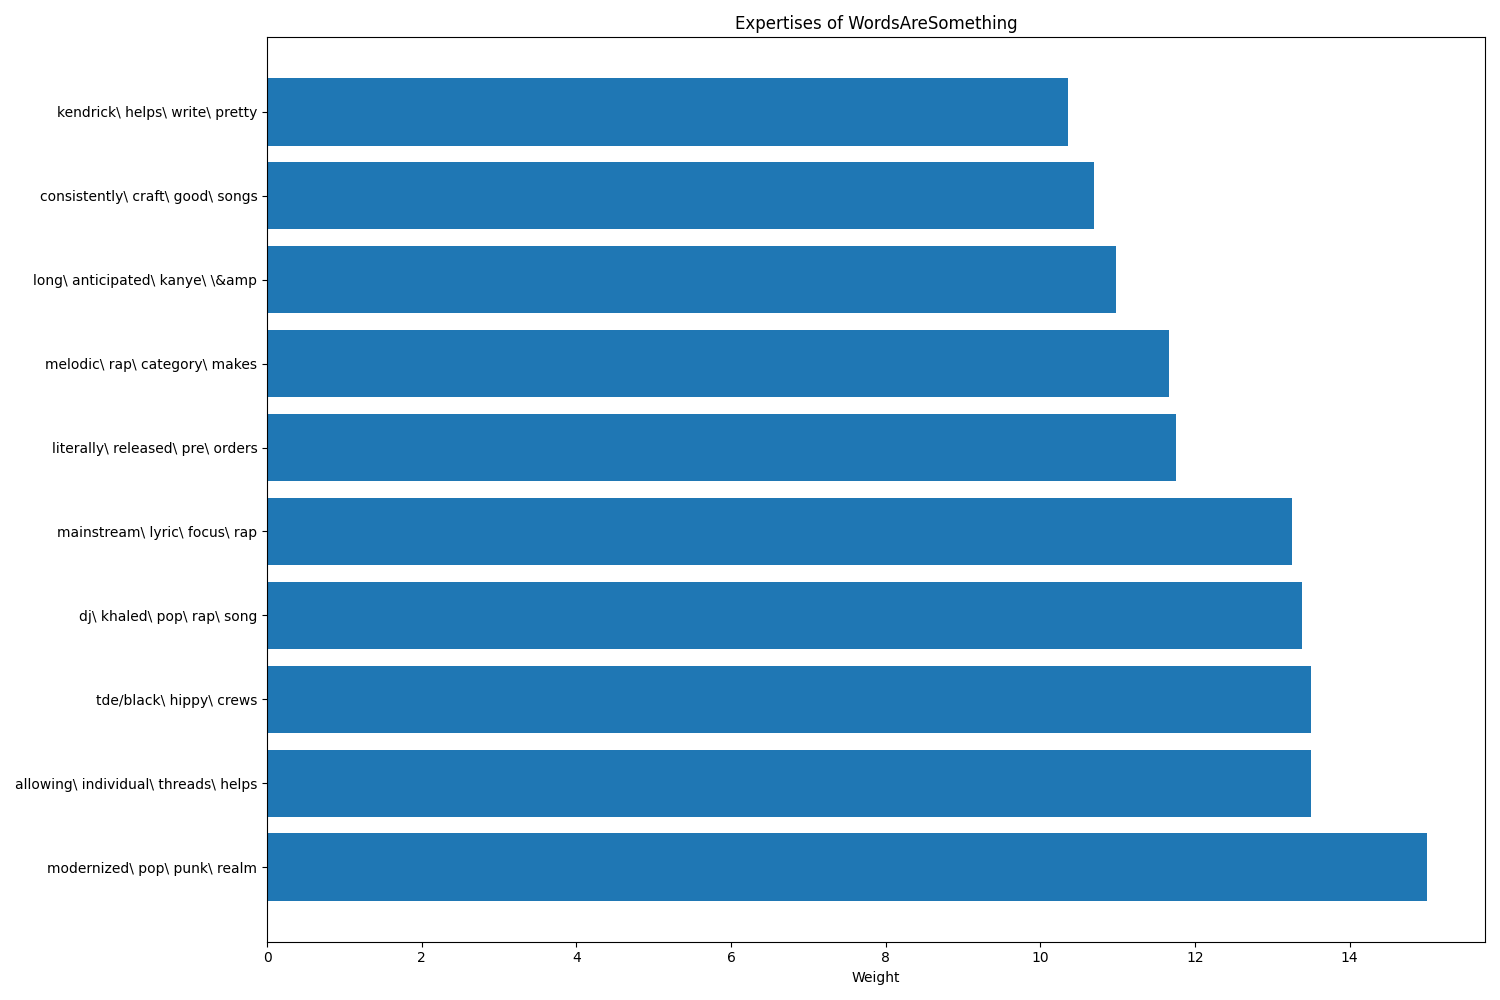 Expertises of WordsAreSomething
kendrick\ helps\ write\ pretty
consistently\ craft\ good\ songs
long\ anticipated\ kanye\ \&amp
melodic\ rap\ category\ makes
literally\ released\ pre\ orders
mainstream\ lyric\ focus\ rap
dj\ khaled\ pop\ rap\ song
tde/black\ hippy\ crews
allowing\ individual\ threads\ helps
modernized\ pop\ punk\ realm
0 2 4 6 8 10 12 14
Weight